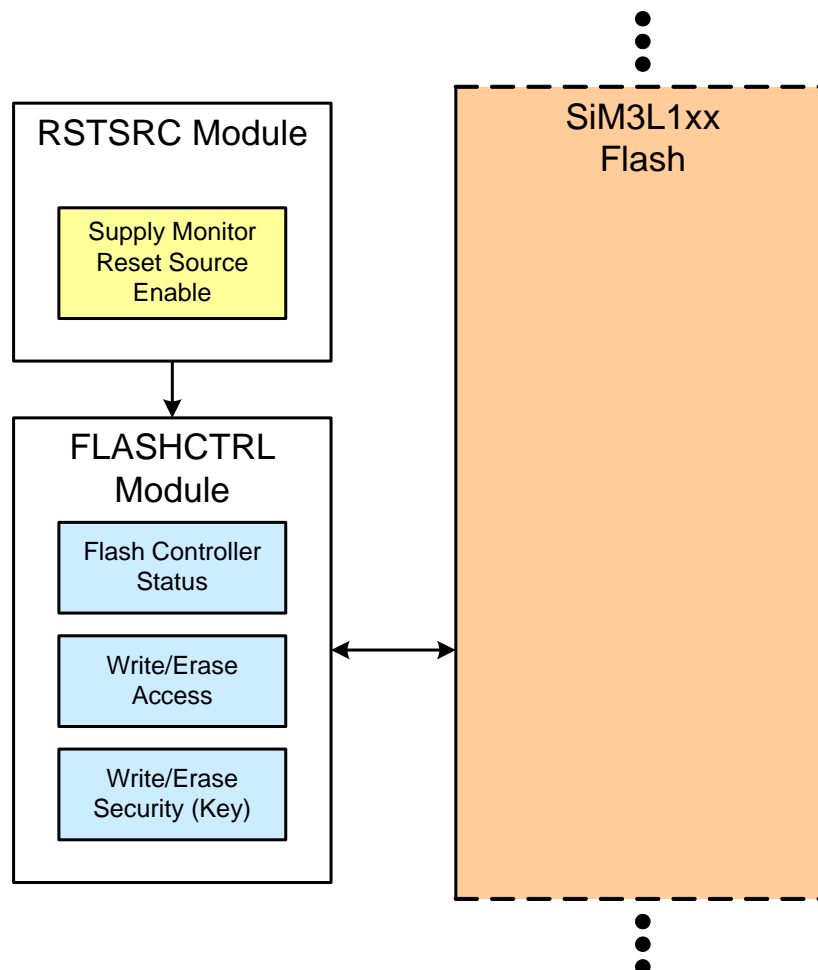 RSTSRC Module
Supply Monitor
Reset Source
Enable
FLASHCTRL
Module
Flash Controller
Status
Write/Erase
Access
Write/Erase
Security (Key)
SiM3L1xx
Flash